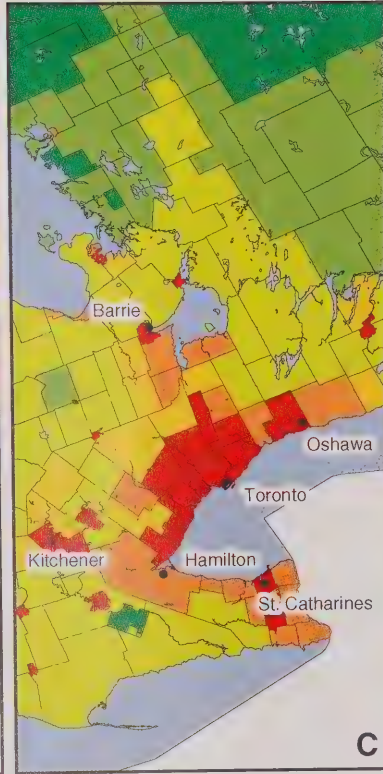 Barrie
Oshawa
Toronto
Kitchener
Hamilton
St. Catharines
C